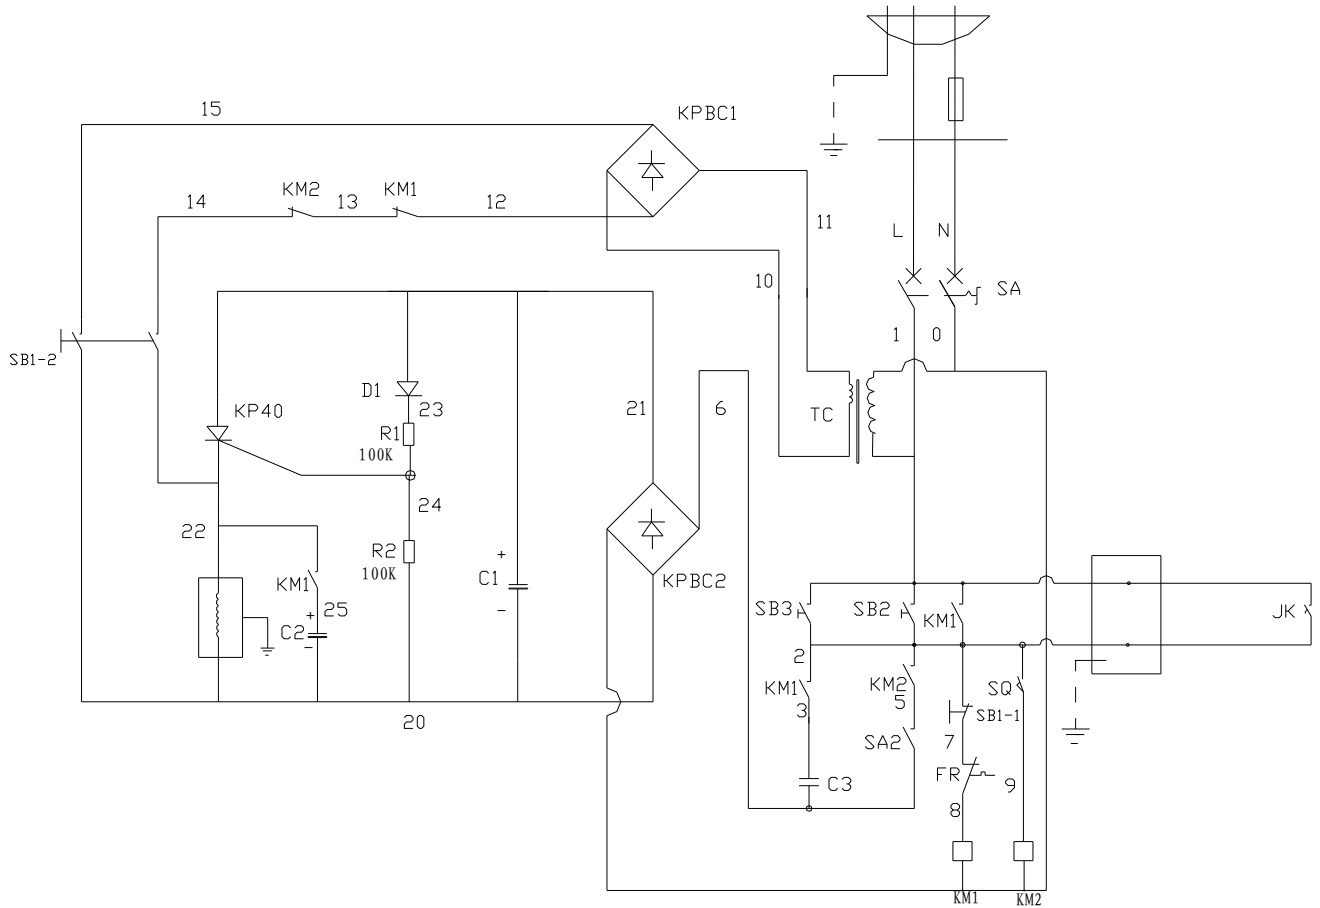 15
KPBC1
14
KM2
13
KM1
12
11
L
N
10
SA
SB1-2
1
0
D1
23
KP40
R1
100K
21
6
TC
24
22
R2
100K
C1
+
-
KPBC2
KM1
25
+
C2
-
SB3
SB2
KM1
JK
2
KM1
3
KM2
5
SQ
SB1-1
20
SA2
7
FR
C3
9
8
KM1
KM2